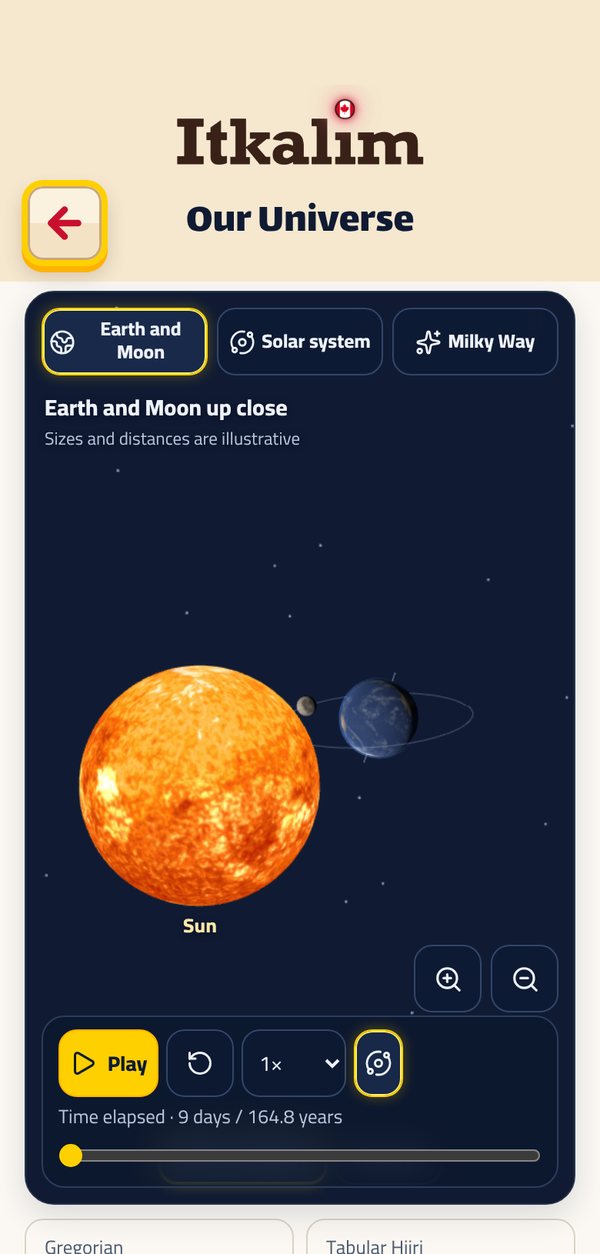 Itkalim
Our Universe
Earth and
Moon
Solar system
Milky Way
Earth and Moon up close
Sizes and distances are illustrative
Sun
Play
1×
Time elapsed · 9 days / 164.8 years
Gregorian
Tabular Hijri